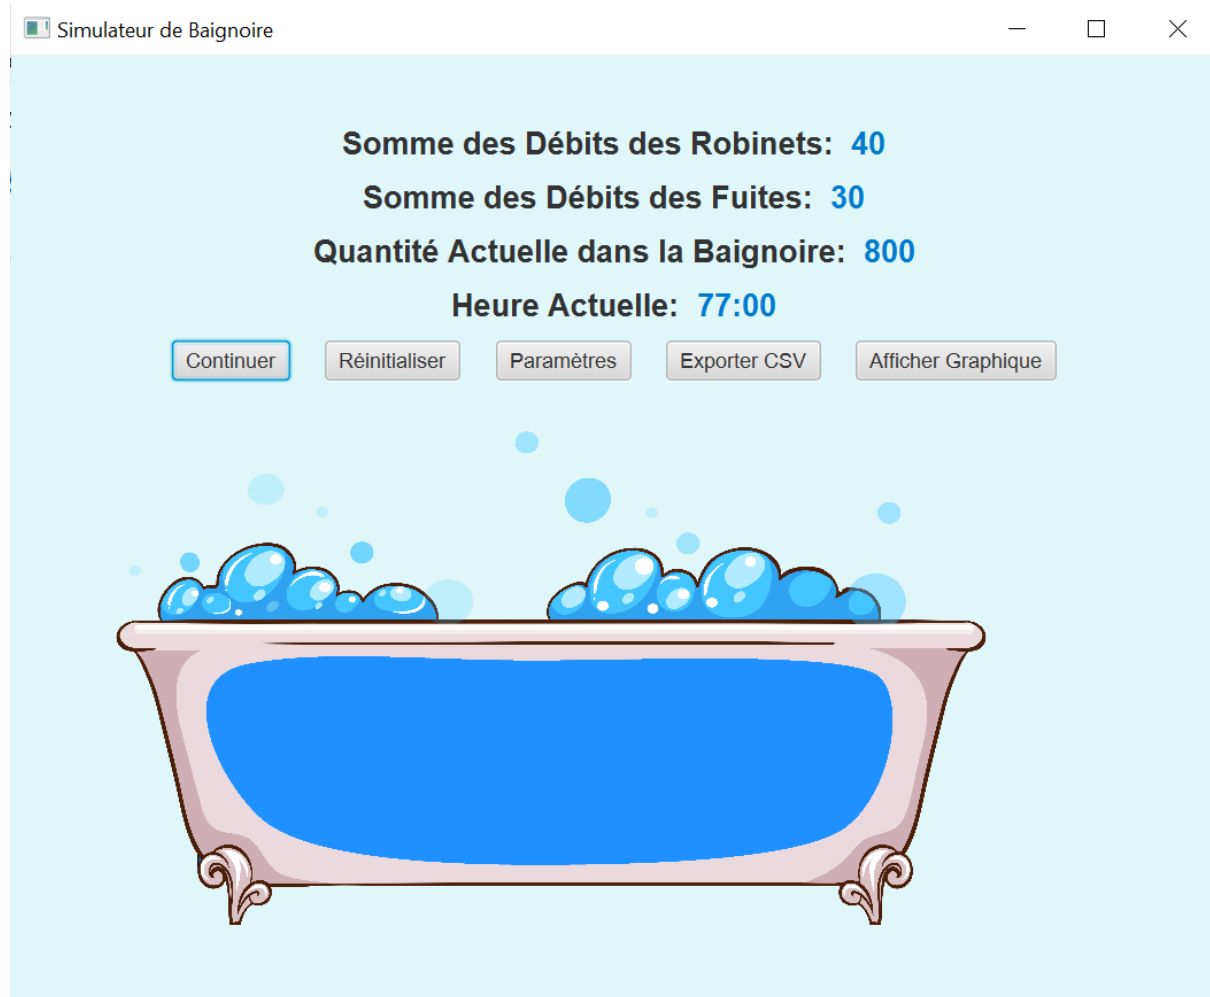 Simulateur de Baignoire
Somme des Débits des Robinets: 40
Somme des Débits des Fuites: 30
Quantité Actuelle dans la Baignoire: 800
Heure Actuelle: 77:00
Continuer Réinitialiser Paramètres Exporter CSV Afficher Graphique